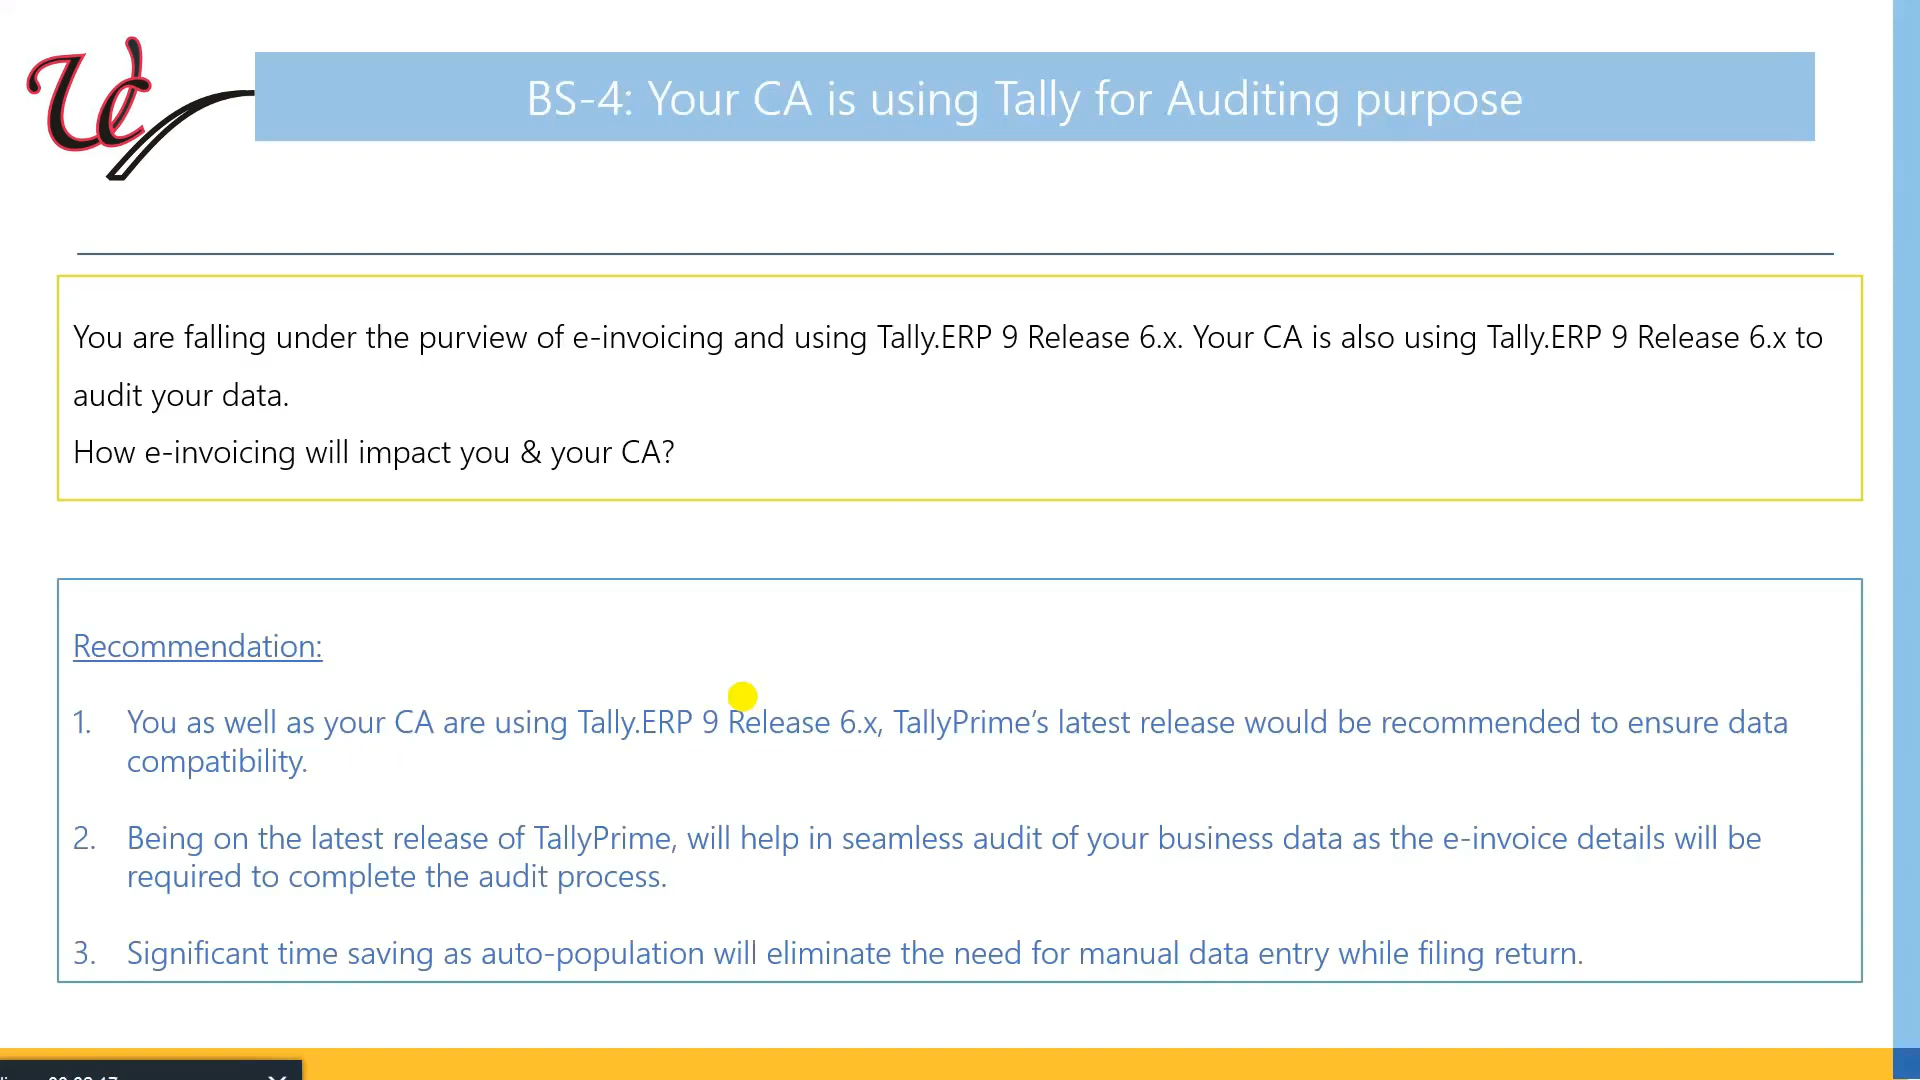 BS-4: Your CA is using Tally for Auditing purpose
You are falling under the purview of e-invoicing and using Tally.ERP 9 Release 6.x. Your CA is also using Tally.ERP 9 Release 6.x to
audit your data.
How e-invoicing will impact you & your CA?
Recommendation:
1. You as well as your CA are using Tally.ERP 9 Release 6.x, TallyPrime’s latest release would be recommended to ensure data
compatibility.
2. Being on the latest release of TallyPrime, will help in seamless audit of your business data as the e-invoice details will be
required to complete the audit process.
3. Significant time saving as auto-population will eliminate the need for manual data entry while filing return.